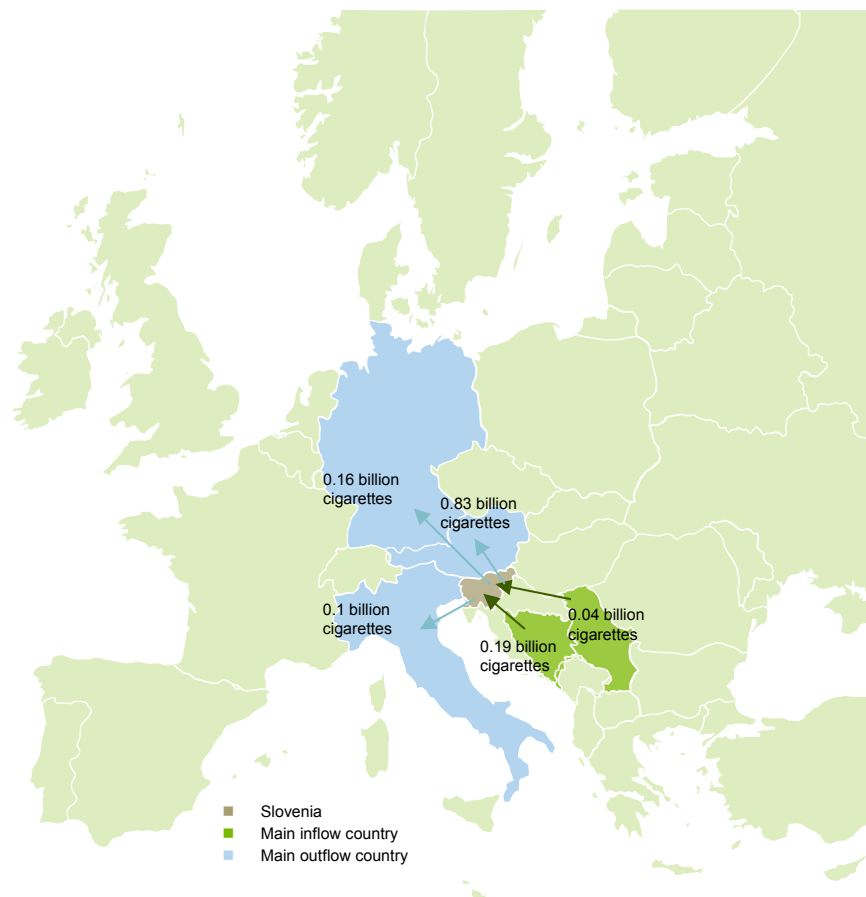 0.16 billion
cigarettes
0.83 billion
cigarettes
0.1 billion
cigarettes
0.04 billion
cigarettes
0.19 billion
cigarettes
Slovenia
Main inflow country
Main outflow country